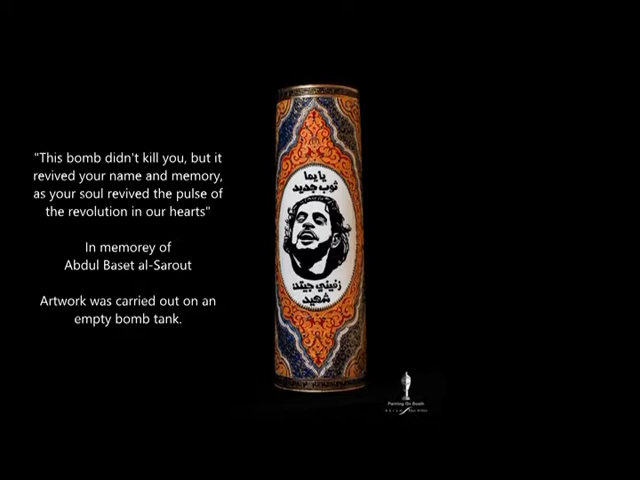 "This bomb didn't kill you, but it
revived your name and memory,
as your soul revived the pulse of
the revolution in our hearts"
In memorey of
Abdul Baset al-Sarout
Artwork was carried out on an
empty bomb tank.
يا يما
ثوب جديد
زفيني جيتك
شهيد
Painting On Death